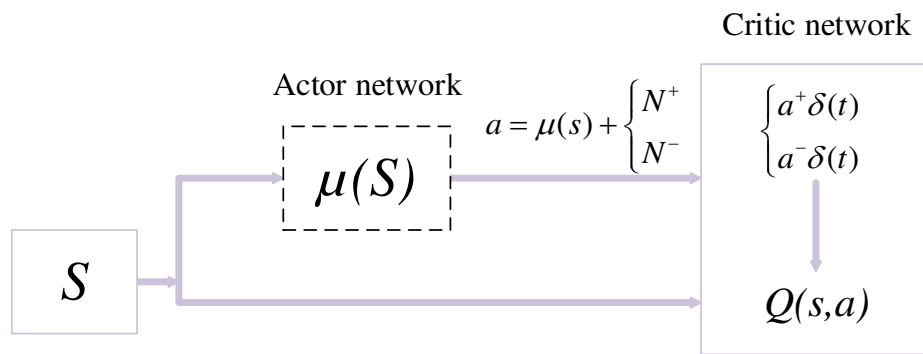 Critic network
Actor network
a = μ(s) + { N⁺
N⁻
{ a⁺δ(t)
a⁻δ(t)
μ(S)
S
Q(s,a)